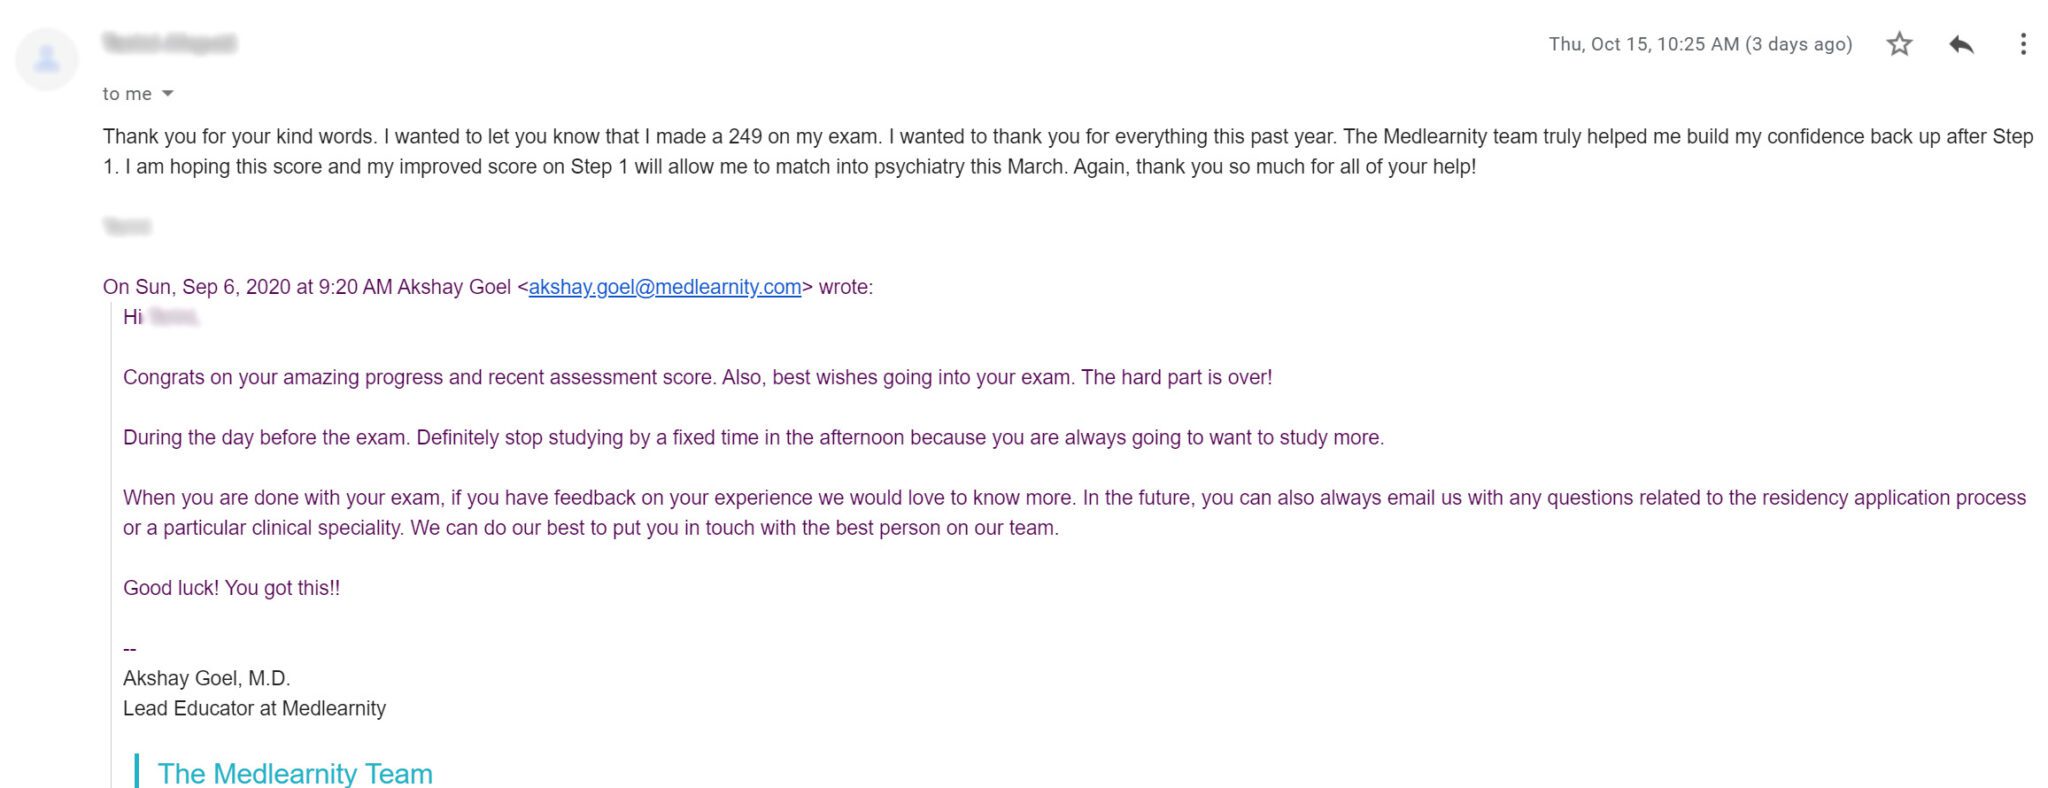 Thu, Oct 15, 10:25 AM (3 days ago)
to me
Thank you for your kind words. I wanted to let you know that I made a 249 on my exam. I wanted to thank you for everything this past year. The Medlearnity team truly helped me build my confidence back up after Step
1. I am hoping this score and my improved score on Step 1 will allow me to match into psychiatry this March. Again, thank you so much for all of your help!
On Sun, Sep 6, 2020 at 9:20 AM Akshay Goel <akshay.goel@medlearnity.com> wrote:
Hi
Congrats on your amazing progress and recent assessment score. Also, best wishes going into your exam. The hard part is over!
During the day before the exam. Definitely stop studying by a fixed time in the afternoon because you are always going to want to study more.
When you are done with your exam, if you have feedback on your experience we would love to know more. In the future, you can also always email us with any questions related to the residency application process
or a particular clinical speciality. We can do our best to put you in touch with the best person on our team.
Good luck! You got this!!
--
Akshay Goel, M.D.
Lead Educator at Medlearnity
The Medlearnity Team